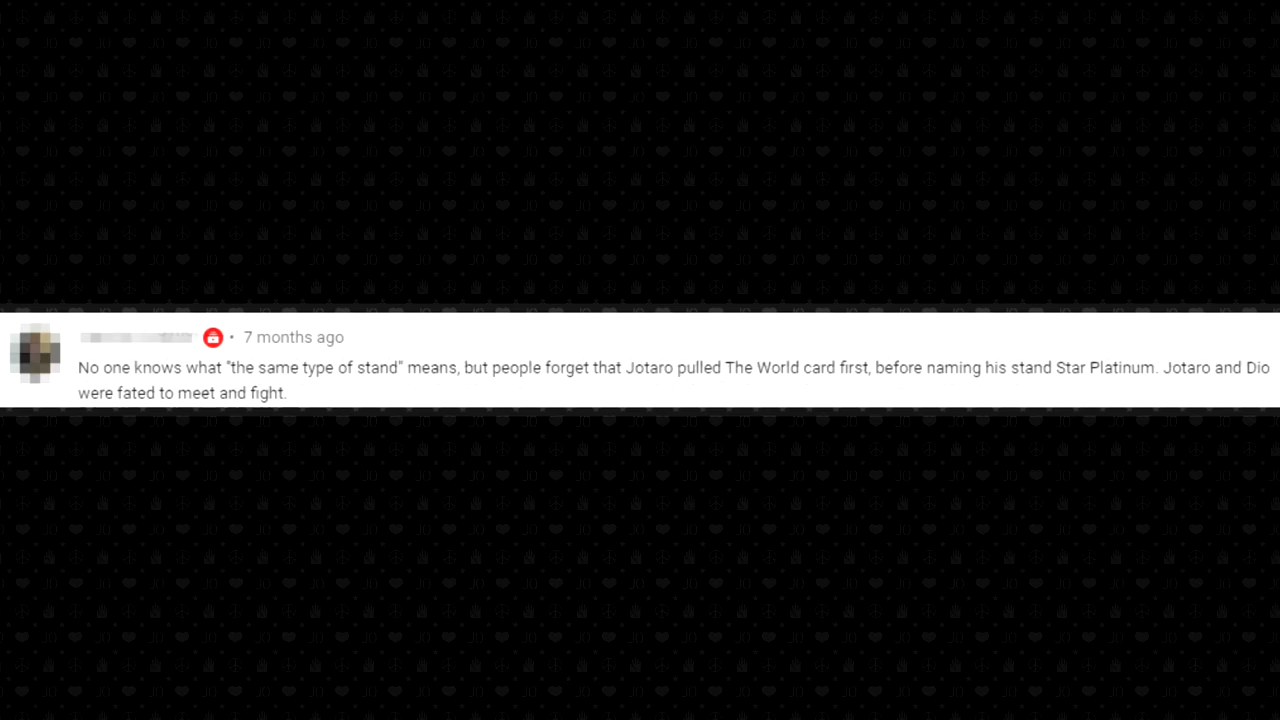 • 7 months ago
No one knows what "the same type of stand" means, but people forget that Jotaro pulled The World card first, before naming his stand Star Platinum. Jotaro and Dio
were fated to meet and fight.